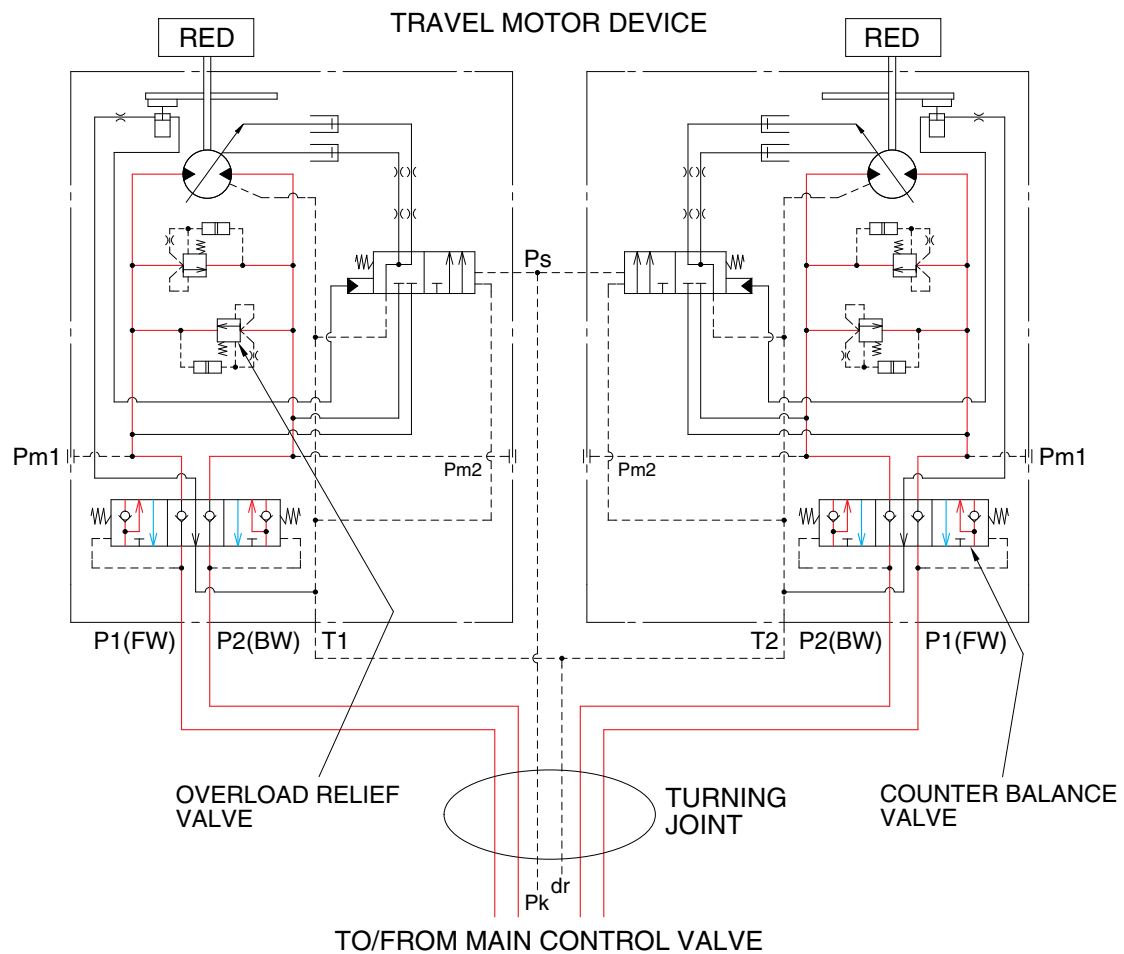 TRAVEL MOTOR DEVICE
RED
RED
Ps
Pm1
Pm2
Pm2
Pm1
P1(FW)
P2(BW)
T1
T2
P2(BW)
P1(FW)
OVERLOAD RELIEF
VALVE
TURNING
JOINT
COUNTER BALANCE
VALVE
Pk
dr
TO/FROM MAIN CONTROL VALVE